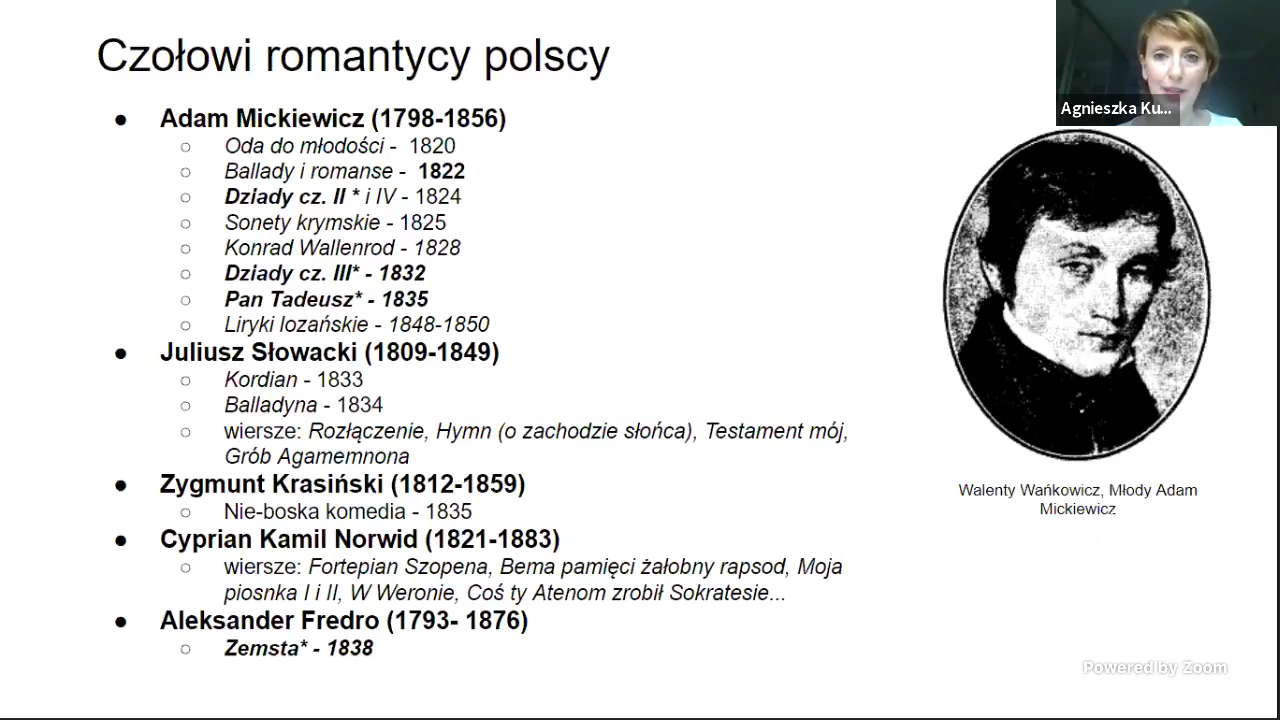 Czołowi romantycy polscy
Agnieszka Ku...
● Adam Mickiewicz (1798-1856)
○ Oda do młodości - 1820
○ Ballady i romanse - 1822
○ Dziady cz. II * i IV - 1824
○ Sonety krymskie - 1825
○ Konrad Wallenrod - 1828
○ Dziady cz. III* - 1832
○ Pan Tadeusz* - 1835
○ Liryki lozańskie - 1848-1850
● Juliusz Słowacki (1809-1849)
○ Kordian - 1833
○ Balladyna - 1834
○ wiersze: Rozłączenie, Hymn (o zachodzie słońca), Testament mój,
Grób Agamemnona
● Zygmunt Krasiński (1812-1859)
○ Nie-boska komedia - 1835
● Cyprian Kamil Norwid (1821-1883)
○ wiersze: Fortepian Szopena, Bema pamięci żałobny rapsod, Moja
piosnka I i II, W Weronie, Coś ty Atenom zrobił Sokratesie...
● Aleksander Fredro (1793- 1876)
○ Zemsta* - 1838
Walenty Wańkowicz, Młody Adam
Mickiewicz
Powered by Zoom